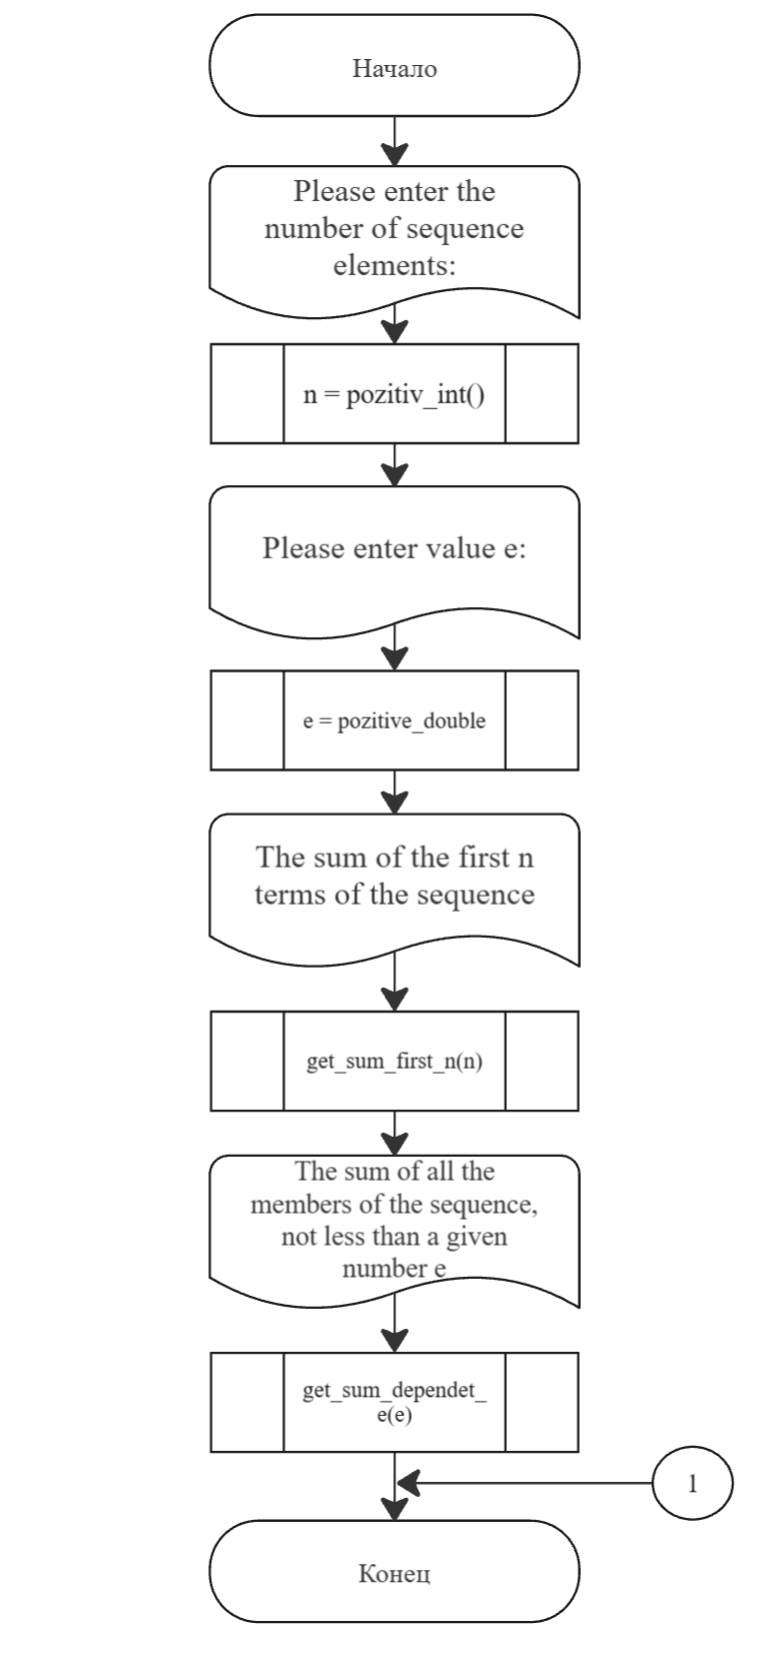 Начало
Please enter the
number of sequence
elements:
n = pozitiv_int()
Please enter value e:
e = pozitive_double
The sum of the first n
terms of the sequence
get_sum_first_n(n)
The sum of all the
members of the sequence,
not less than a given
number e
get_sum_dependet_
e(e)
1
Конец